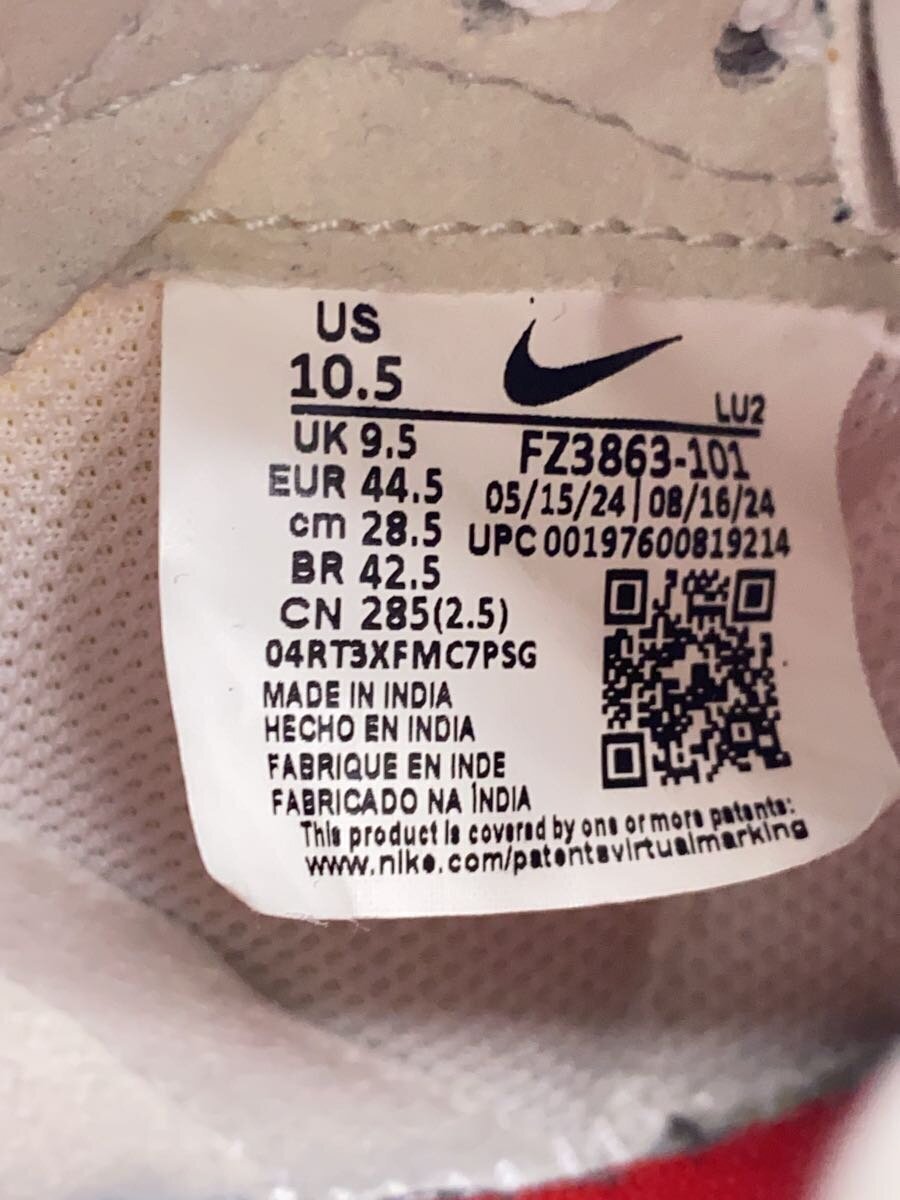 US
10.5
LU2
UK 9.5
FZ3863-101
EUR 44.5
05/15/24 | 08/16/24
cm 28.5
UPC 00197600819214
BR 42.5
CN 285(2.5)
04RT3XFMC7PSG
MADE IN INDIA
HECHO EN INDIA
FABRIQUE EN INDE
FABRICADO NA ÍNDIA
This product is covered by one or more patents:
www.nike.com/patentsvirtualmarking